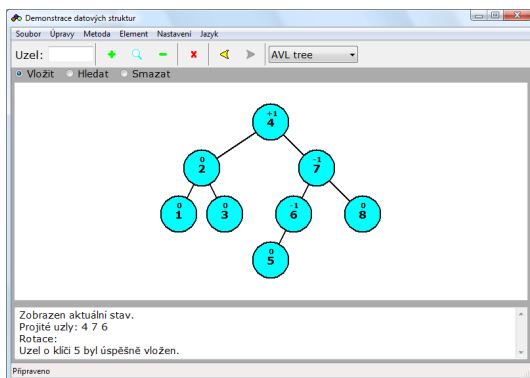 Demonstrace datových struktur
Soubor Úpravy Metoda Element Nastavení Jazyk
Uzel: AVL tree
Vložit Hledat Smazat
+1
4
0 -1
2 7
0 0 -1 0
1 3 6 8
0
5
Zobrazen aktuální stav.
Projité uzly: 4 7 6
Rotace:
Uzel o klíči 5 byl úspěšně vložen.
Připraveno